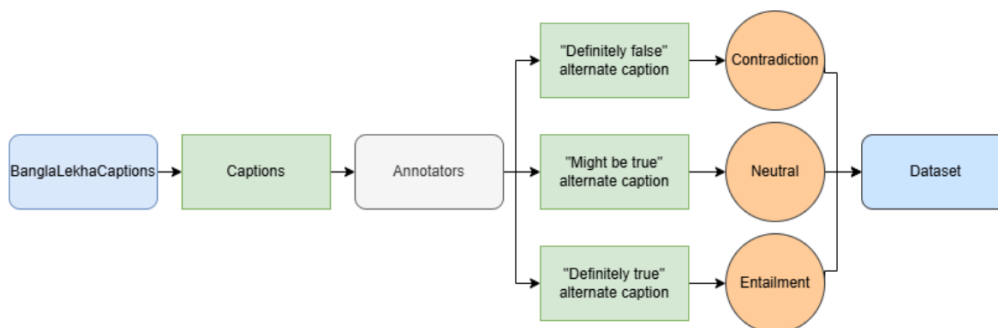 BanglaLekhaCaptions
Captions
Annotators
"Definitely false"
alternate caption
Contradiction
"Might be true"
alternate caption
Neutral
"Definitely true"
alternate caption
Entailment
Dataset